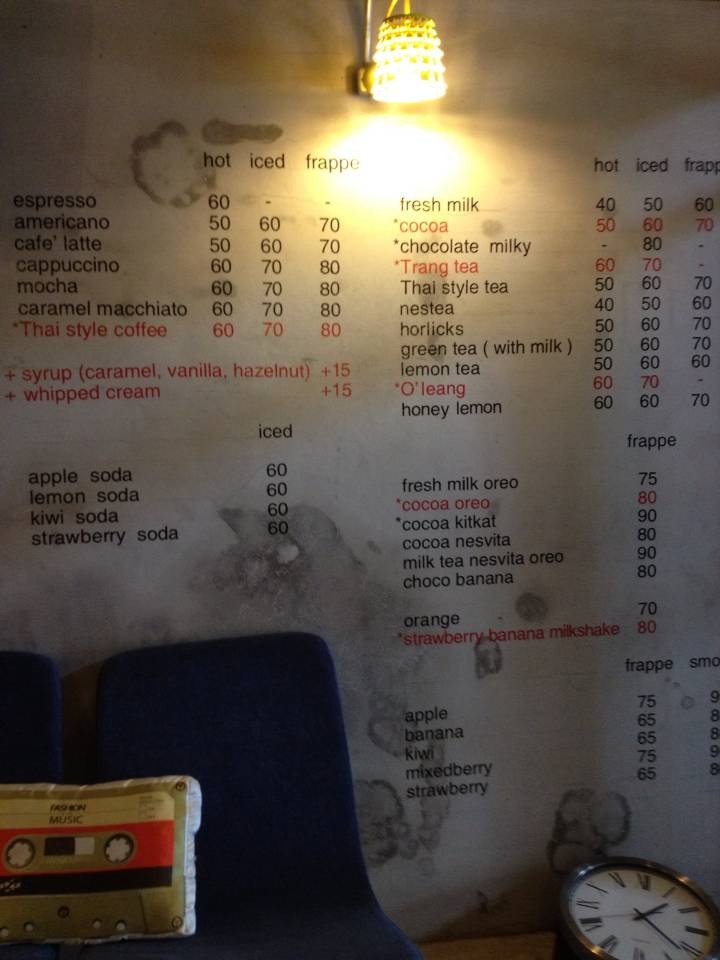 hot iced frappe
espresso 60 - -
americano 50 60 70
cafe' latte 50 60 70
cappuccino 60 70 80
mocha 60 70 80
caramel macchiato 60 70 80
*Thai style coffee 60 70 80
+ syrup (caramel, vanilla, hazelnut) +15
+ whipped cream +15
iced
apple soda 60
lemon soda 60
kiwi soda 60
strawberry soda 60
hot iced frapp
fresh milk 40 50 60
*cocoa 50 60 70
*chocolate milky - 80 -
*Trang tea 60 70 -
Thai style tea 50 60 70
nestea 40 50 60
horlicks 50 60 70
green tea ( with milk ) 50 60 70
lemon tea 50 60 60
*O'leang 60 70 -
honey lemon 60 60 70
frappe
fresh milk oreo 75
*cocoa oreo 80
*cocoa kitkat 90
cocoa nesvita 80
milk tea nesvita oreo 90
choco banana 80
orange 70
*strawberry banana milkshake 80
frappe smo
apple 75 9
banana 65 8
kiwi 65 8
mixedberry 75 9
strawberry 65 8
FASHION
MUSIC